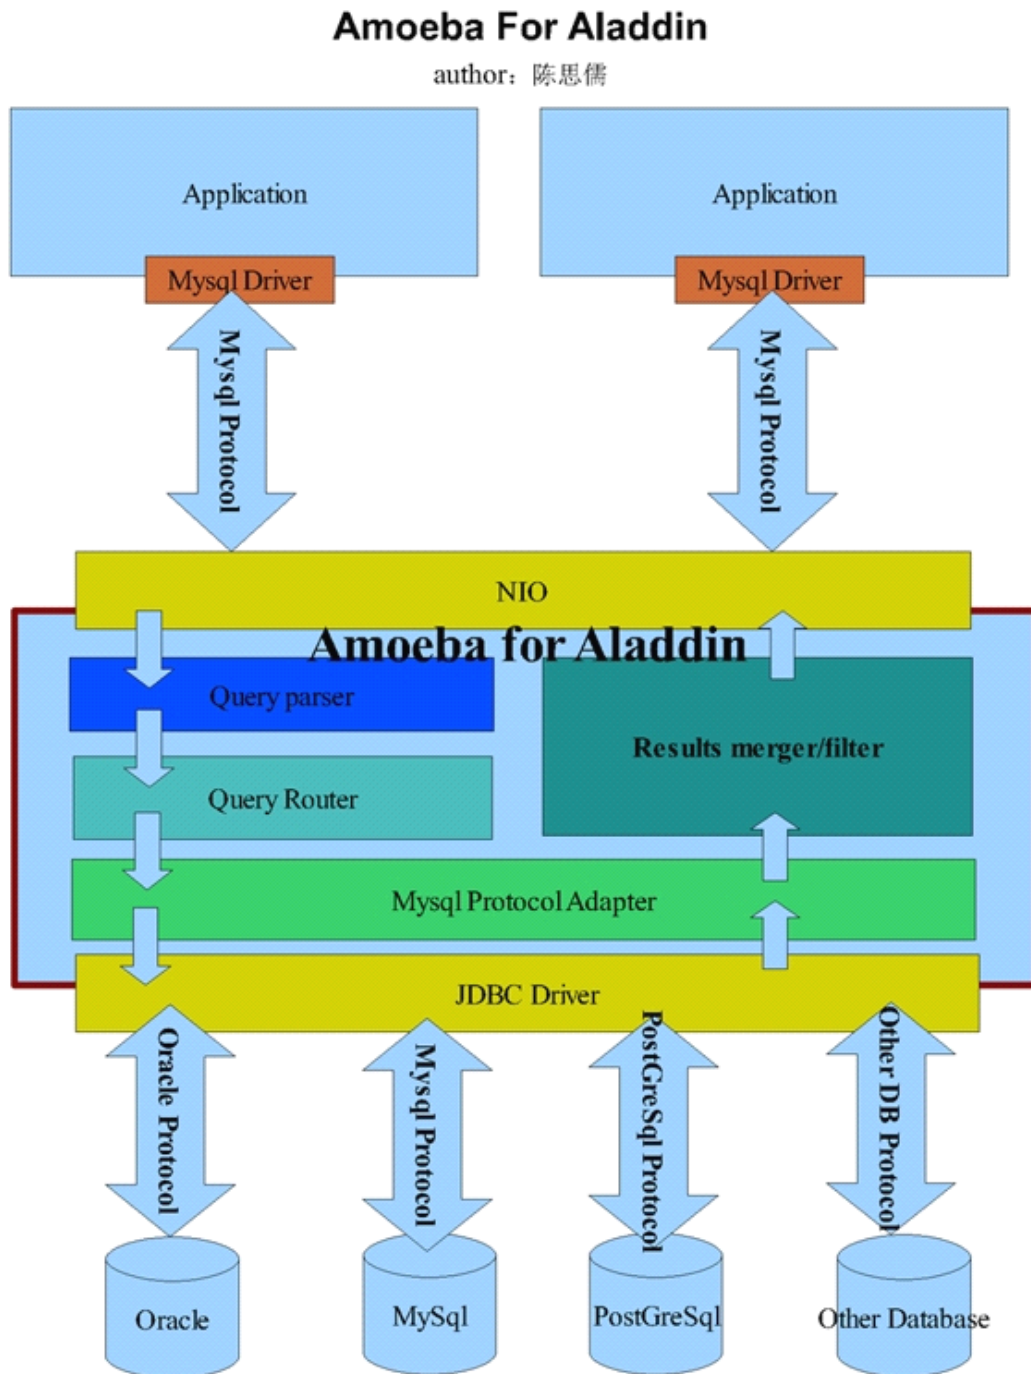 Amoeba For Aladdin
author：陈思儒
Application
Application
Mysql Driver
Mysql Driver
Mysql Protocol
Mysql Protocol
NIO
Amoeba for Aladdin
Query parser
Results merger/filter
Query Router
Mysql Protocol Adapter
JDBC Driver
Oracle Protocol
Mysql Protocol
PostGreSql Protocol
Other DB Protocol
Oracle
MySql
PostGreSql
Other Database